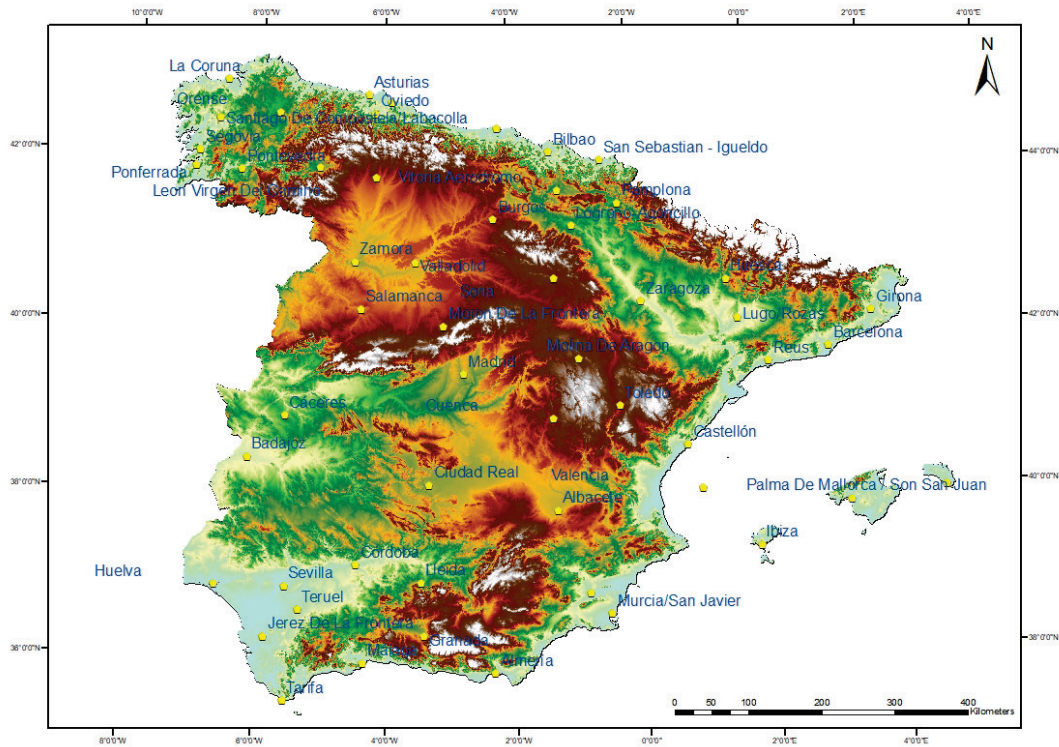 10°0'0"W 8°0'0"W 6°0'0"W 4°0'0"W 2°0'0"W 0°0'0" 2°0'0"E 4°0'0"E
N
La Coruna
Asturias
Orense
Oviedo
Santiago De Compostela/Labacolla
Segovia
Bilbao
42°0'0"N
San Sebastian - Igueldo
44°0'0"N
Pontevedra
Ponferrada
Vitoria Aerodromo
Leon Virgen Del Camino
Pamplona
Burgos
Logrono-Agoncillo
Zamora
Valladolid
Huesca
Soria
Zaragoza
Salamanca
Girona
40°0'0"N
Moron De La Frontera
Lugo/Rozas
42°0'0"N
Barcelona
Molina De Aragon
Reus
Madrid
Toledo
Cáceres
Cuenca
Castellón
Badajoz
Ciudad Real
Valencia
38°0'0"N
Palma De Mallorca / Son San Juan
40°0'0"N
Albacete
Ibiza
Cordoba
Huelva
Sevilla
Lleida
Teruel
Murcia/San Javier
Jerez De La Frontera
36°0'0"N
Granada
38°0'0"N
Malaga
Almería
Tarifa
0 50 100 200 300 400
Kilometers
8°0'0"W 6°0'0"W 4°0'0"W 2°0'0"W 0°0'0" 2°0'0"E 4°0'0"E